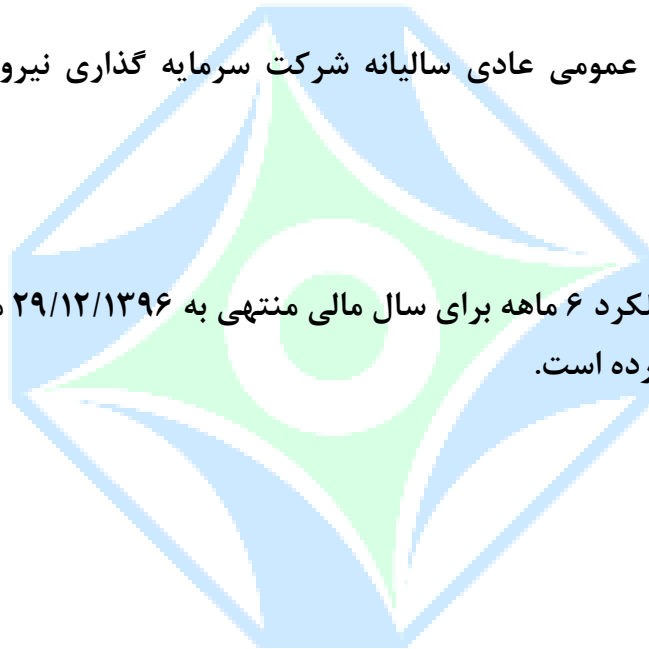 عمومی عادی سالیانه شرکت سرمایه گذاری نیرو
لکرد ۶ ماهه برای سال مالی منتهی به ۲۹/۱۲/۱۳۹۶
رده است.